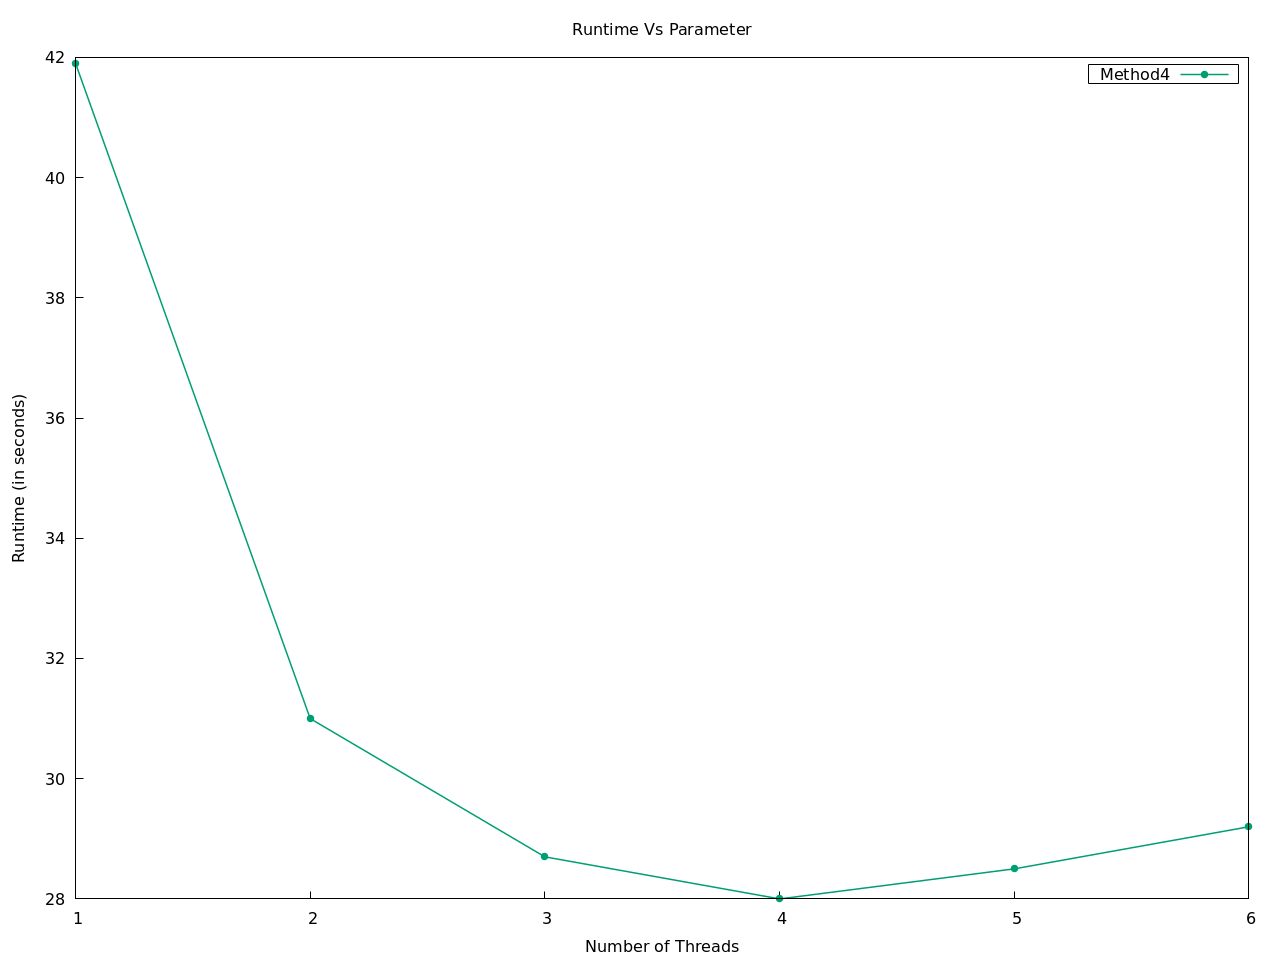 Runtime Vs Parameter
Method4
42
40
38
36
34
32
30
28
Runtime (in seconds)
1 2 3 4 5 6
Number of Threads